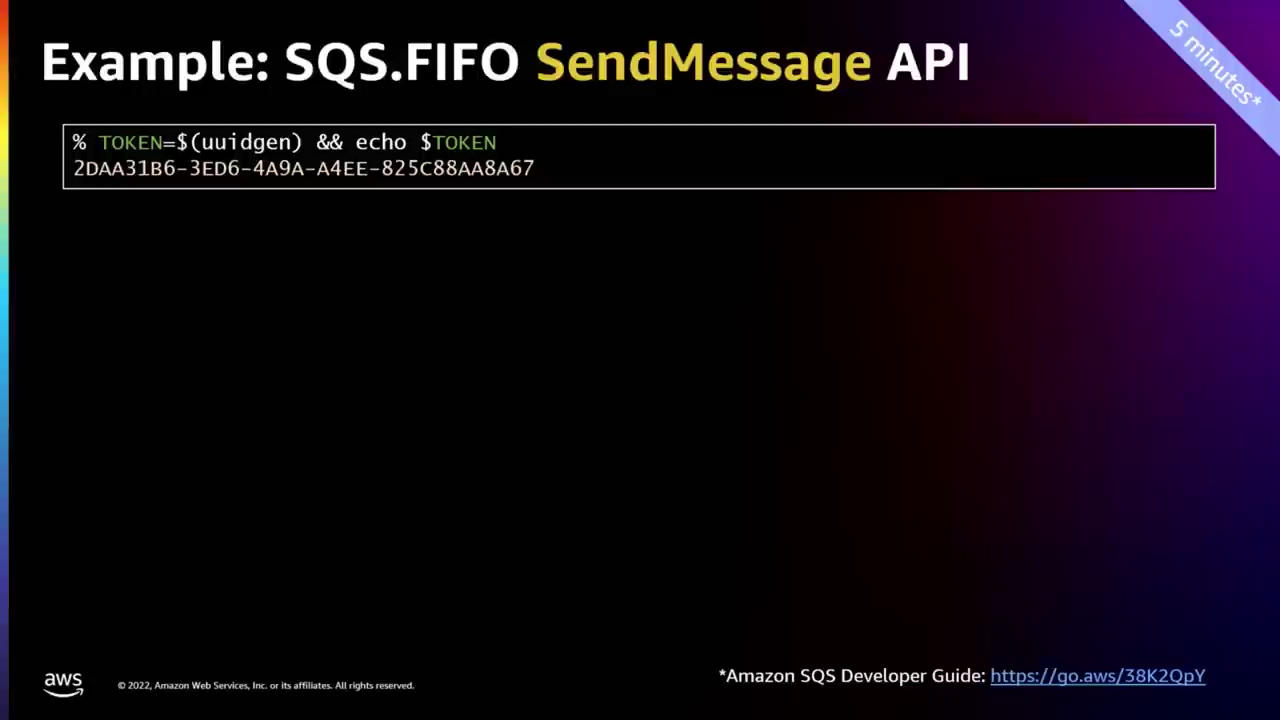 Example: SQS.FIFO SendMessage API
5 minutes*
% TOKEN=$(uuidgen) && echo $TOKEN
2DAA31B6-3ED6-4A9A-A4EE-825C88AA8A67
aws
© 2022, Amazon Web Services, Inc. or its affiliates. All rights reserved.
*Amazon SQS Developer Guide: https://go.aws/38K2QpY